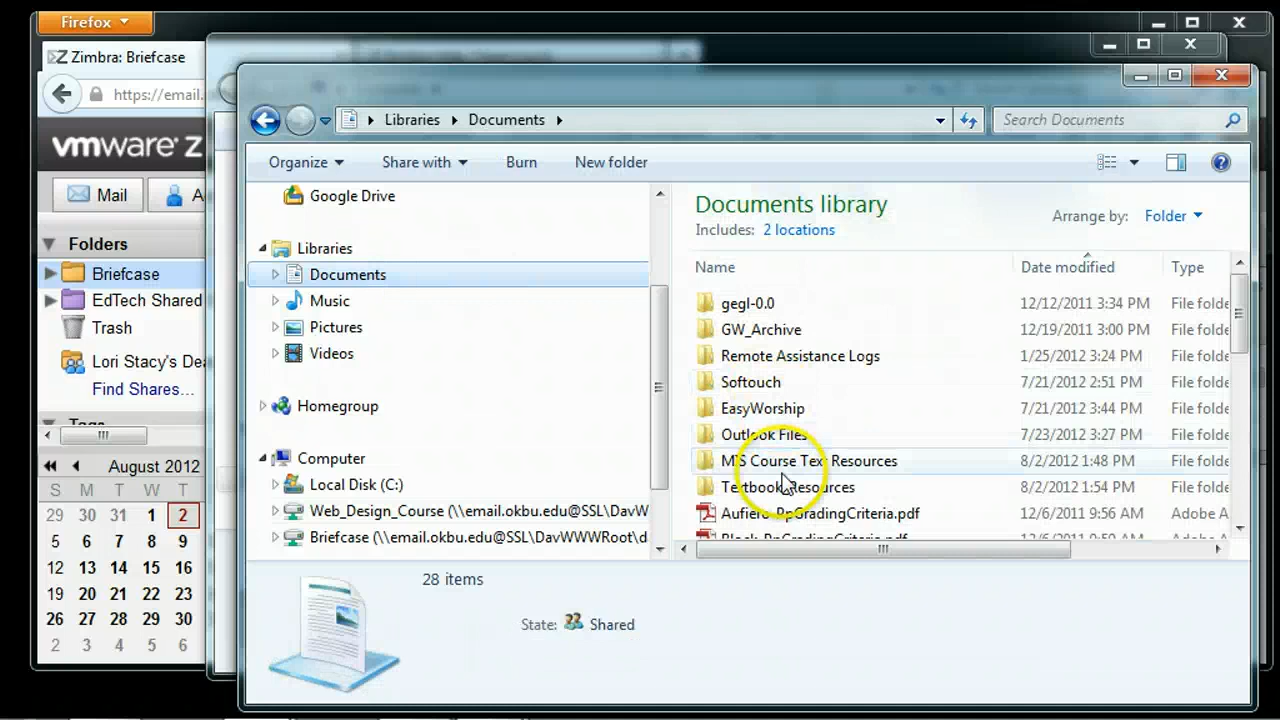 Firefox
Zimbra: Briefcase
https://email.
vmware Z
Mail
A
Folders
Briefcase
EdTech Shared
Trash
Lori Stacy's De
Find Shares...
Tags
August 2012
S M T W T
29 30 31 1 2
5 6 7 8 9
12 13 14 15 16
19 20 21 22 23
26 27 28 29 30
2 3 4 5 6
Libraries Documents
Search Documents
Organize Share with Burn New folder
Google Drive
Libraries
Documents
Music
Pictures
Videos
Homegroup
Computer
Local Disk (C:)
Web_Design_Course (\\email.okbu.edu@SSL\DavW
Briefcase (\\email.okbu.edu@SSL\DavWWWRoot\d
Documents library
Includes: 2 locations
Arrange by: Folder
Name Date modified Type
gegl-0.0 12/12/2011 3:34 PM File folde
GW_Archive 12/19/2011 3:00 PM File folde
Remote Assistance Logs 1/25/2012 3:24 PM File folde
Softouch 7/21/2012 2:51 PM File folde
EasyWorship 7/21/2012 3:44 PM File folde
Outlook Files 7/23/2012 3:27 PM File folde
MTS Course Text Resources 8/2/2012 1:48 PM File folde
Textbook Resources 8/2/2012 1:54 PM File folde
Aufiero-RpGradingCriteria.pdf 12/6/2011 9:56 AM Adobe A
28 items
State: Shared